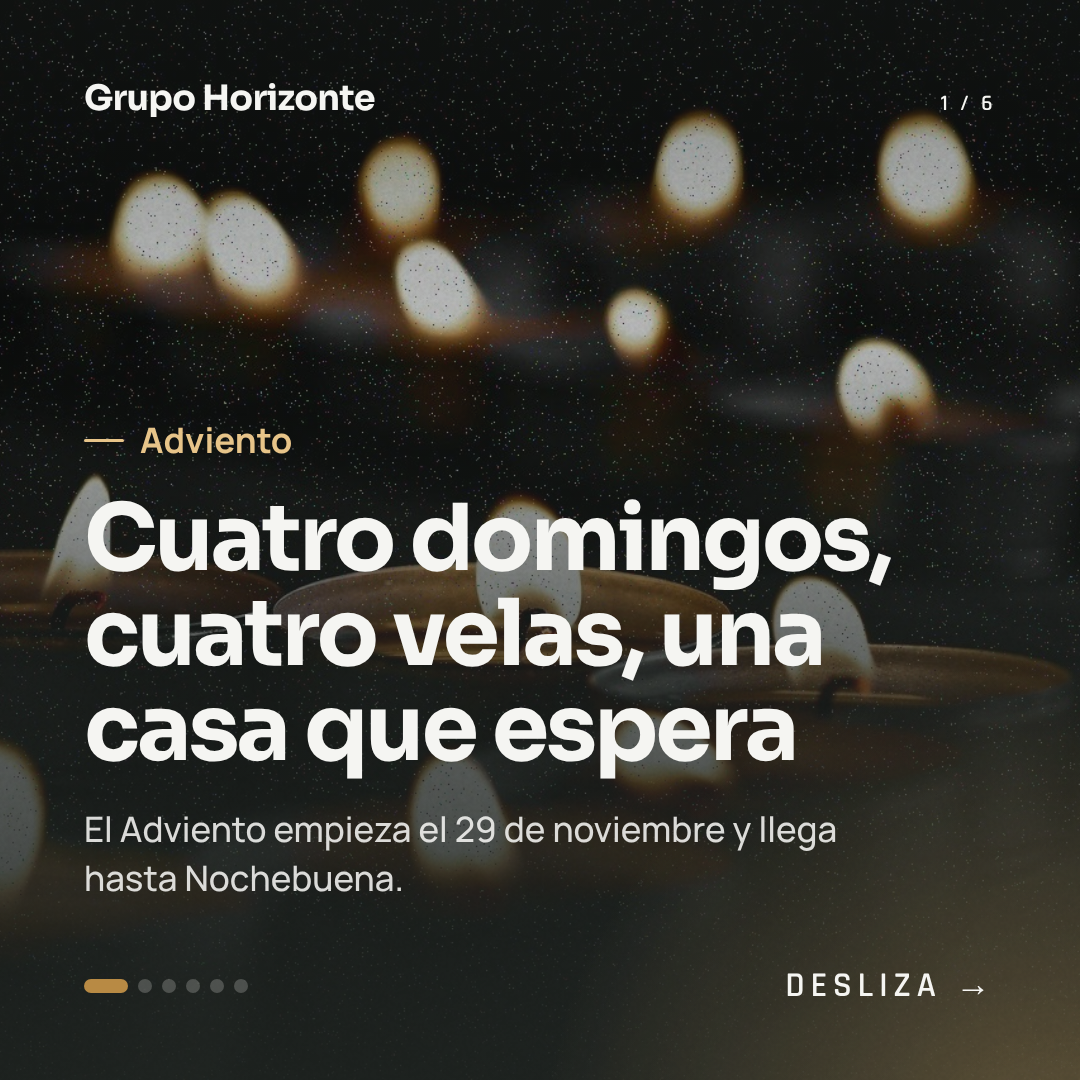 Grupo Horizonte
1 / 6
Adviento
Cuatro domingos,
cuatro velas, una
casa que espera
El Adviento empieza el 29 de noviembre y llega
hasta Nochebuena.
DESLIZA →